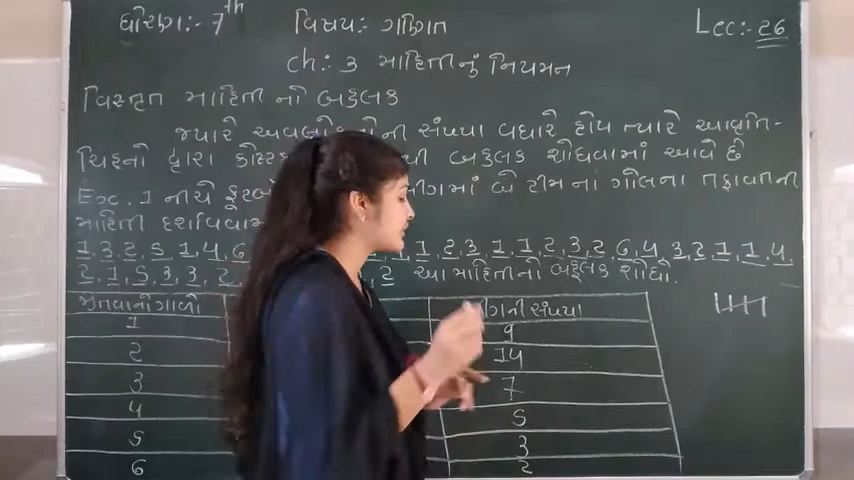 ધોરણ:- 7th વિષય:- ગણિત Lec:- 26
ch:- 3 માહિતીનું નિયમન
વિસ્તૃત માહિતી નો બહુલક
જ્યારે અવલોકનોની સંખ્યા વધારે હોય ત્યારે આવૃત્તિ-
ચિહ્નો દ્વારા બહુલક શોધવામાં આવે છે
Ex. 1 નીચે લીગમાં બે ટીમ નાં ગોલના તફાવતની
માહિતી
1, 3, 2, 5, 1, 4, 6 1, 1, 2, 3, 1, 1, 2, 3, 2, 6, 4, 3, 2, 1, 1, 4,
2, 1, 5, 3, 3, 2 2 આ માહિતીનો બહુલક શોધો.
જીતવાનો ગાળો સંખ્યા
1 9
2 14
3 7
4 5
5 3
6 2